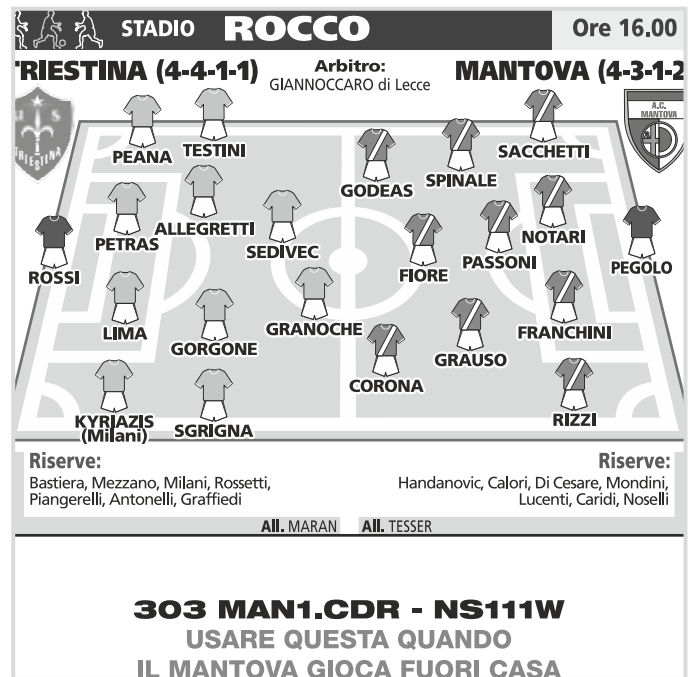 STADIO ROCCO Ore 16.00
TRIESTINA (4-4-1-1)
Arbitro:
GIANNOCCARO di Lecce
MANTOVA (4-3-1-2
U S
TRIESTINA
A.C.
MANTOVA
PEANA
TESTINI
GODEAS
SPINALE
SACCHETTI
PETRAS
ALLEGRETTI
SEDIVEC
NOTARI
ROSSI
FIORE
PASSONI
PEGOLO
LIMA
GORGONE
GRANOCHE
FRANCHINI
GRAUSO
CORONA
KYRIAZIS
(Milani)
SGRIGNA
RIZZI
Riserve:
Bastiera, Mezzano, Milani, Rossetti,
Piangerelli, Antonelli, Graffiedi
Riserve:
Handanovic, Calori, Di Cesare, Mondini,
Lucenti, Caridi, Noselli
All. MARAN
All. TESSER
303 MAN1.CDR - NS111W
USARE QUESTA QUANDO
IL MANTOVA GIOCA FUORI CASA